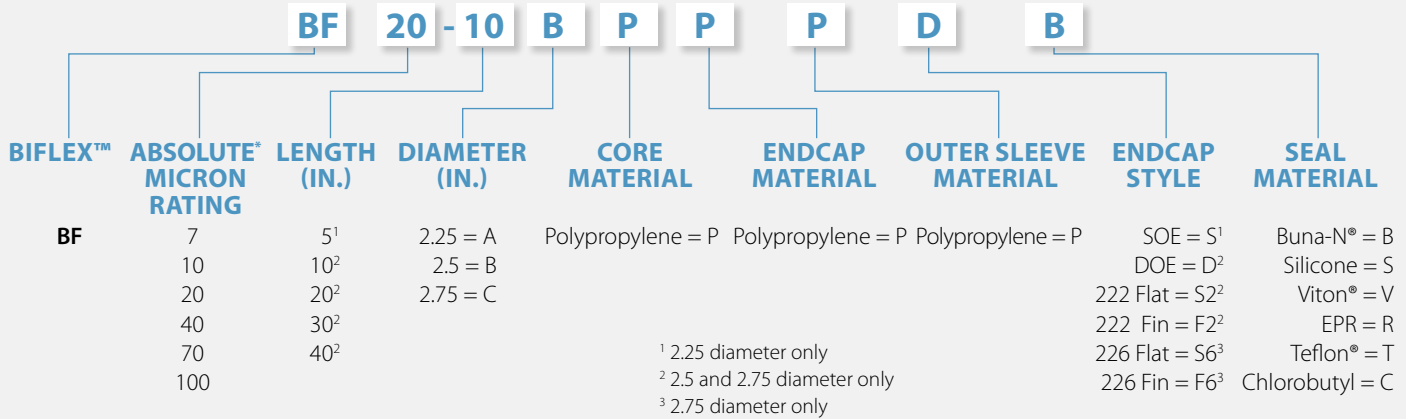 BF 20 - 10 B P P P D B
BIFLEX™ ABSOLUTE* MICRON RATING LENGTH (IN.) DIAMETER (IN.) CORE MATERIAL ENDCAP MATERIAL OUTER SLEEVE MATERIAL ENDCAP STYLE SEAL MATERIAL
BF 7 5¹ 2.25 = A Polypropylene = P Polypropylene = P Polypropylene = P SOE = S¹ Buna-N® = B
10 10² 2.5 = B DOE = D² Silicone = S
20 20² 2.75 = C 222 Flat = S2² Viton® = V
40 30² 222 Fin = F2² EPR = R
70 40² 226 Flat = S6³ Teflon® = T
100 226 Fin = F6³ Chlorobutyl = C
¹ 2.25 diameter only
² 2.5 and 2.75 diameter only
³ 2.75 diameter only